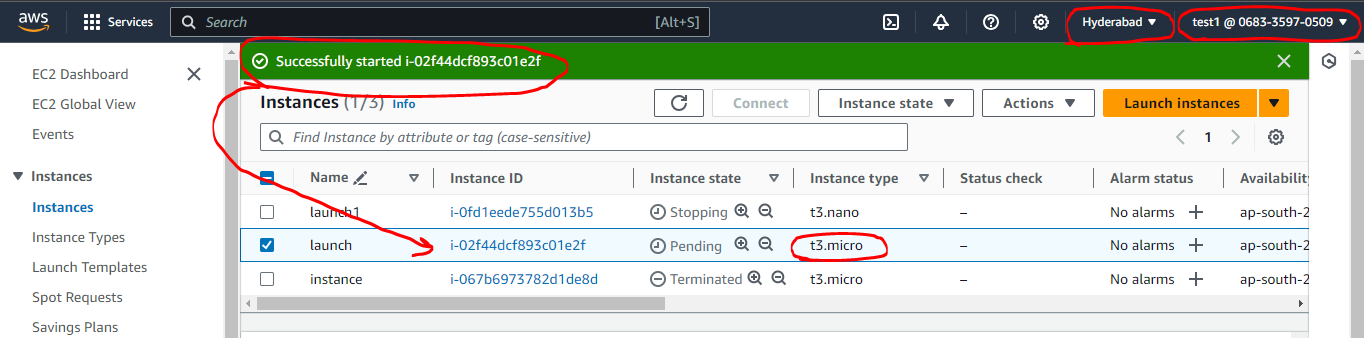 aws Services Search [Alt+S] Hyderabad test1 @ 0683-3597-0509
EC2 Dashboard
EC2 Global View
Events
Instances
Instances
Instance Types
Launch Templates
Spot Requests
Savings Plans
Successfully started i-02f44dcf893c01e2f
Instances (1/3) Info Connect Instance state Actions Launch instances
Find Instance by attribute or tag (case-sensitive) 1
Name Instance ID Instance state Instance type Status check Alarm status Availability
launch1 i-0fd1eede755d013b5 Stopping t3.nano – No alarms + ap-south-2
launch i-02f44dcf893c01e2f Pending t3.micro – No alarms + ap-south-2
instance i-067b6973782d1de8d Terminated t3.micro – No alarms + ap-south-2